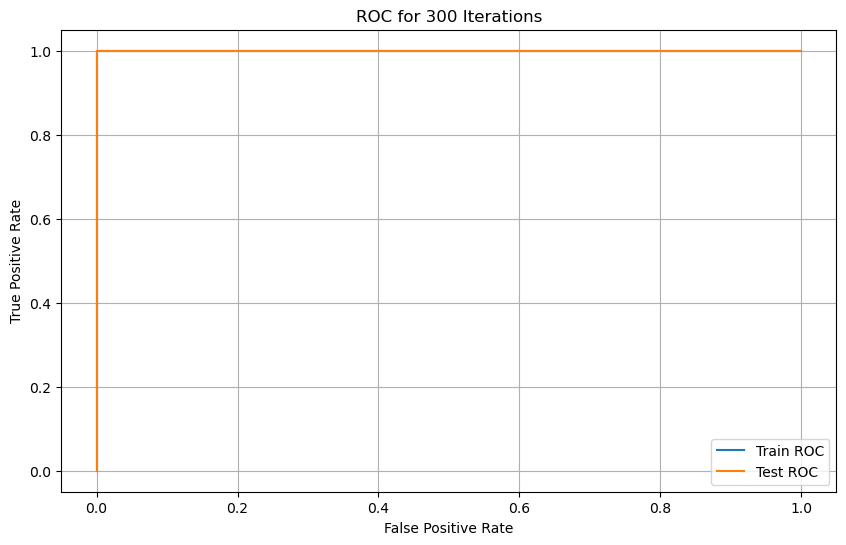 ROC for 300 Iterations
True Positive Rate
1.0
0.8
0.6
0.4
0.2
0.0
Train ROC
Test ROC
0.0 0.2 0.4 0.6 0.8 1.0
False Positive Rate